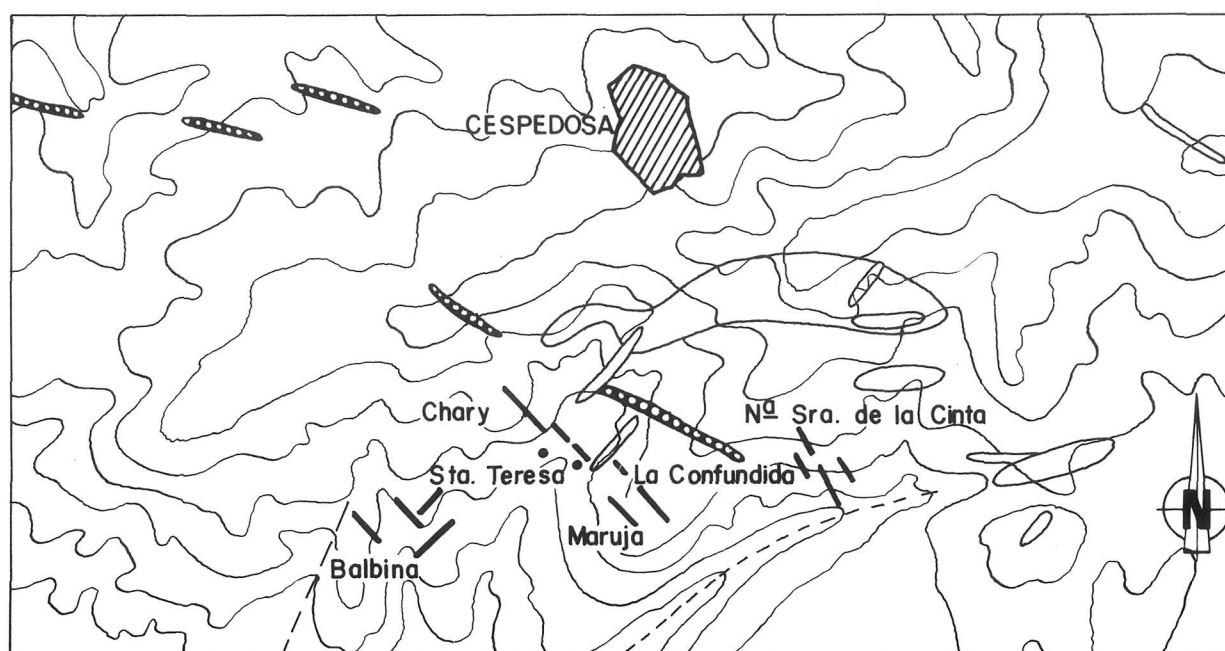 CESPEDOSA
Chary
Nª Sra. de la Cinta
Sta. Teresa
La Confundida
Maruja
Balbina
N